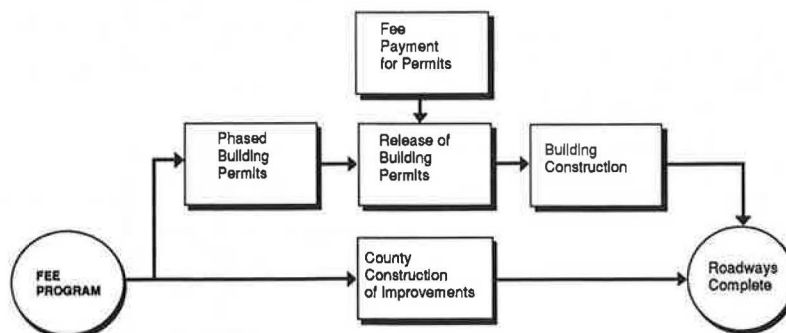 Fee
Payment
for Permits
Phased
Building
Permits
Release of
Building
Permits
Building
Construction
FEE
PROGRAM
County
Construction
of Improvements
Roadways
Complete